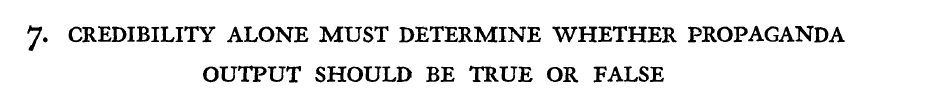 7. CREDIBILITY ALONE MUST DETERMINE WHETHER PROPAGANDA
OUTPUT SHOULD BE TRUE OR FALSE